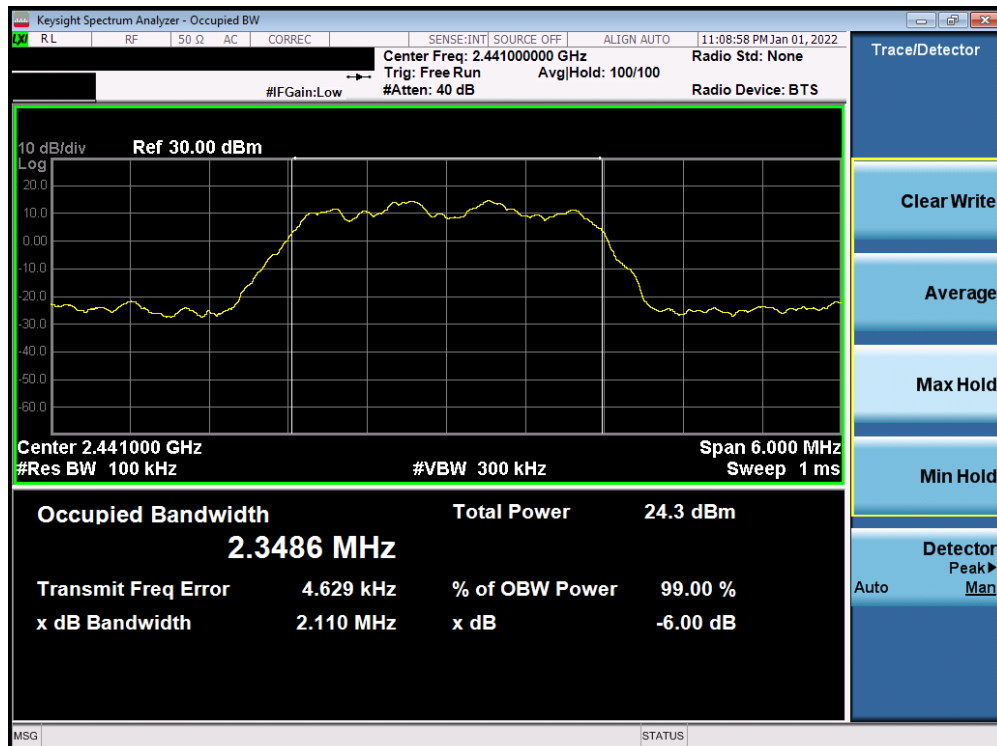 Keysight Spectrum Analyzer - Occupied BW
LXI RL RF 50 Ω AC CORREC SENSE:INT SOURCE OFF ALIGN AUTO 11:08:58 PM Jan 01, 2022
Center Freq: 2.441000000 GHz Radio Std: None
Trig: Free Run Avg|Hold: 100/100
#IFGain:Low #Atten: 40 dB Radio Device: BTS
Trace/Detector
10 dB/div Ref 30.00 dBm
Log
20.0
10.0
0.00
-10.0
-20.0
-30.0
-40.0
-50.0
-60.0
Center 2.441000 GHz Span 6.000 MHz
#Res BW 100 kHz #VBW 300 kHz Sweep 1 ms
Occupied Bandwidth Total Power 24.3 dBm
2.3486 MHz
Transmit Freq Error 4.629 kHz % of OBW Power 99.00 %
x dB Bandwidth 2.110 MHz x dB -6.00 dB
Clear Write
Average
Max Hold
Min Hold
Detector
Peak▶
Auto Man
MSG STATUS